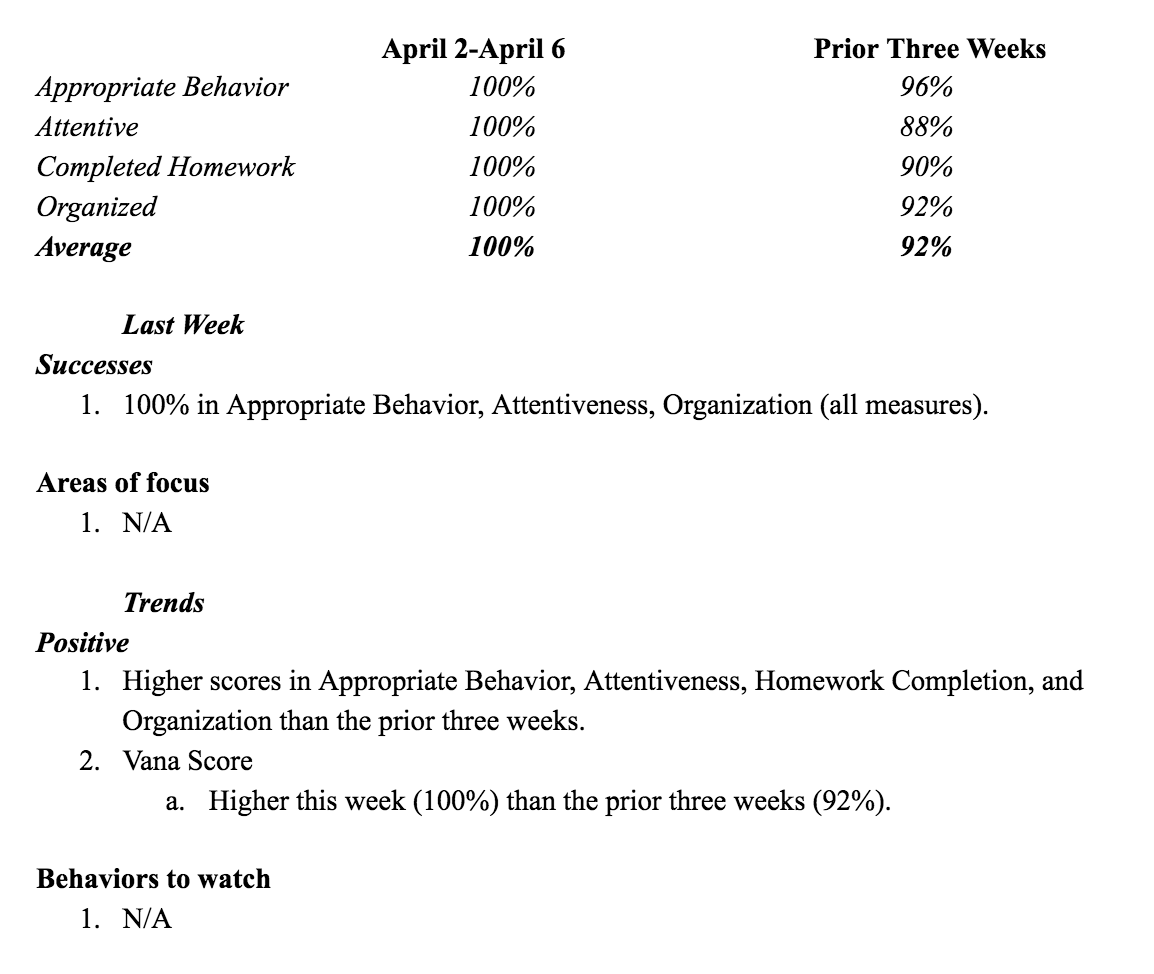 April 2-April 6 Prior Three Weeks
Appropriate Behavior 100% 96%
Attentive 100% 88%
Completed Homework 100% 90%
Organized 100% 92%
Average 100% 92%
Last Week
Successes
1. 100% in Appropriate Behavior, Attentiveness, Organization (all measures).
Areas of focus
1. N/A
Trends
Positive
1. Higher scores in Appropriate Behavior, Attentiveness, Homework Completion, and
Organization than the prior three weeks.
2. Vana Score
a. Higher this week (100%) than the prior three weeks (92%).
Behaviors to watch
1. N/A